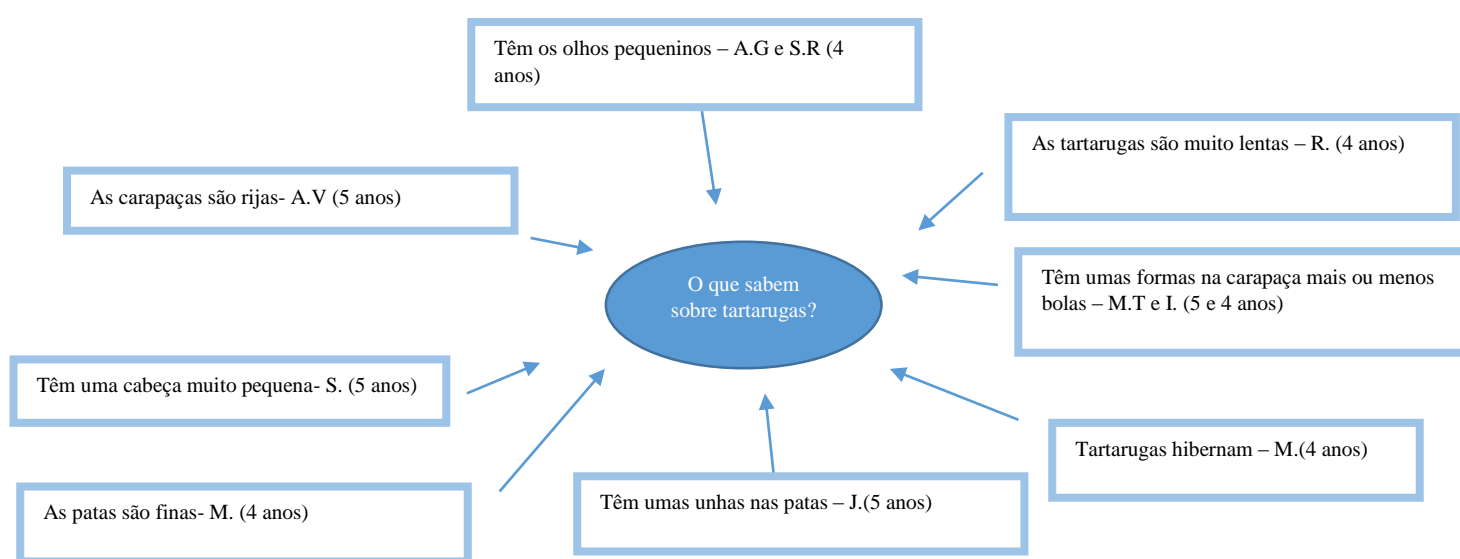 Têm os olhos pequeninos – A.G e S.R (4
anos)
As tartarugas são muito lentas – R. (4 anos)
As carapaças são rijas- A.V (5 anos)
O que sabem
sobre tartarugas?
Têm umas formas na carapaça mais ou menos
bolas – M.T e I. (5 e 4 anos)
Têm uma cabeça muito pequena- S. (5 anos)
Tartarugas hibernam – M.(4 anos)
As patas são finas- M. (4 anos)
Têm umas unhas nas patas – J.(5 anos)